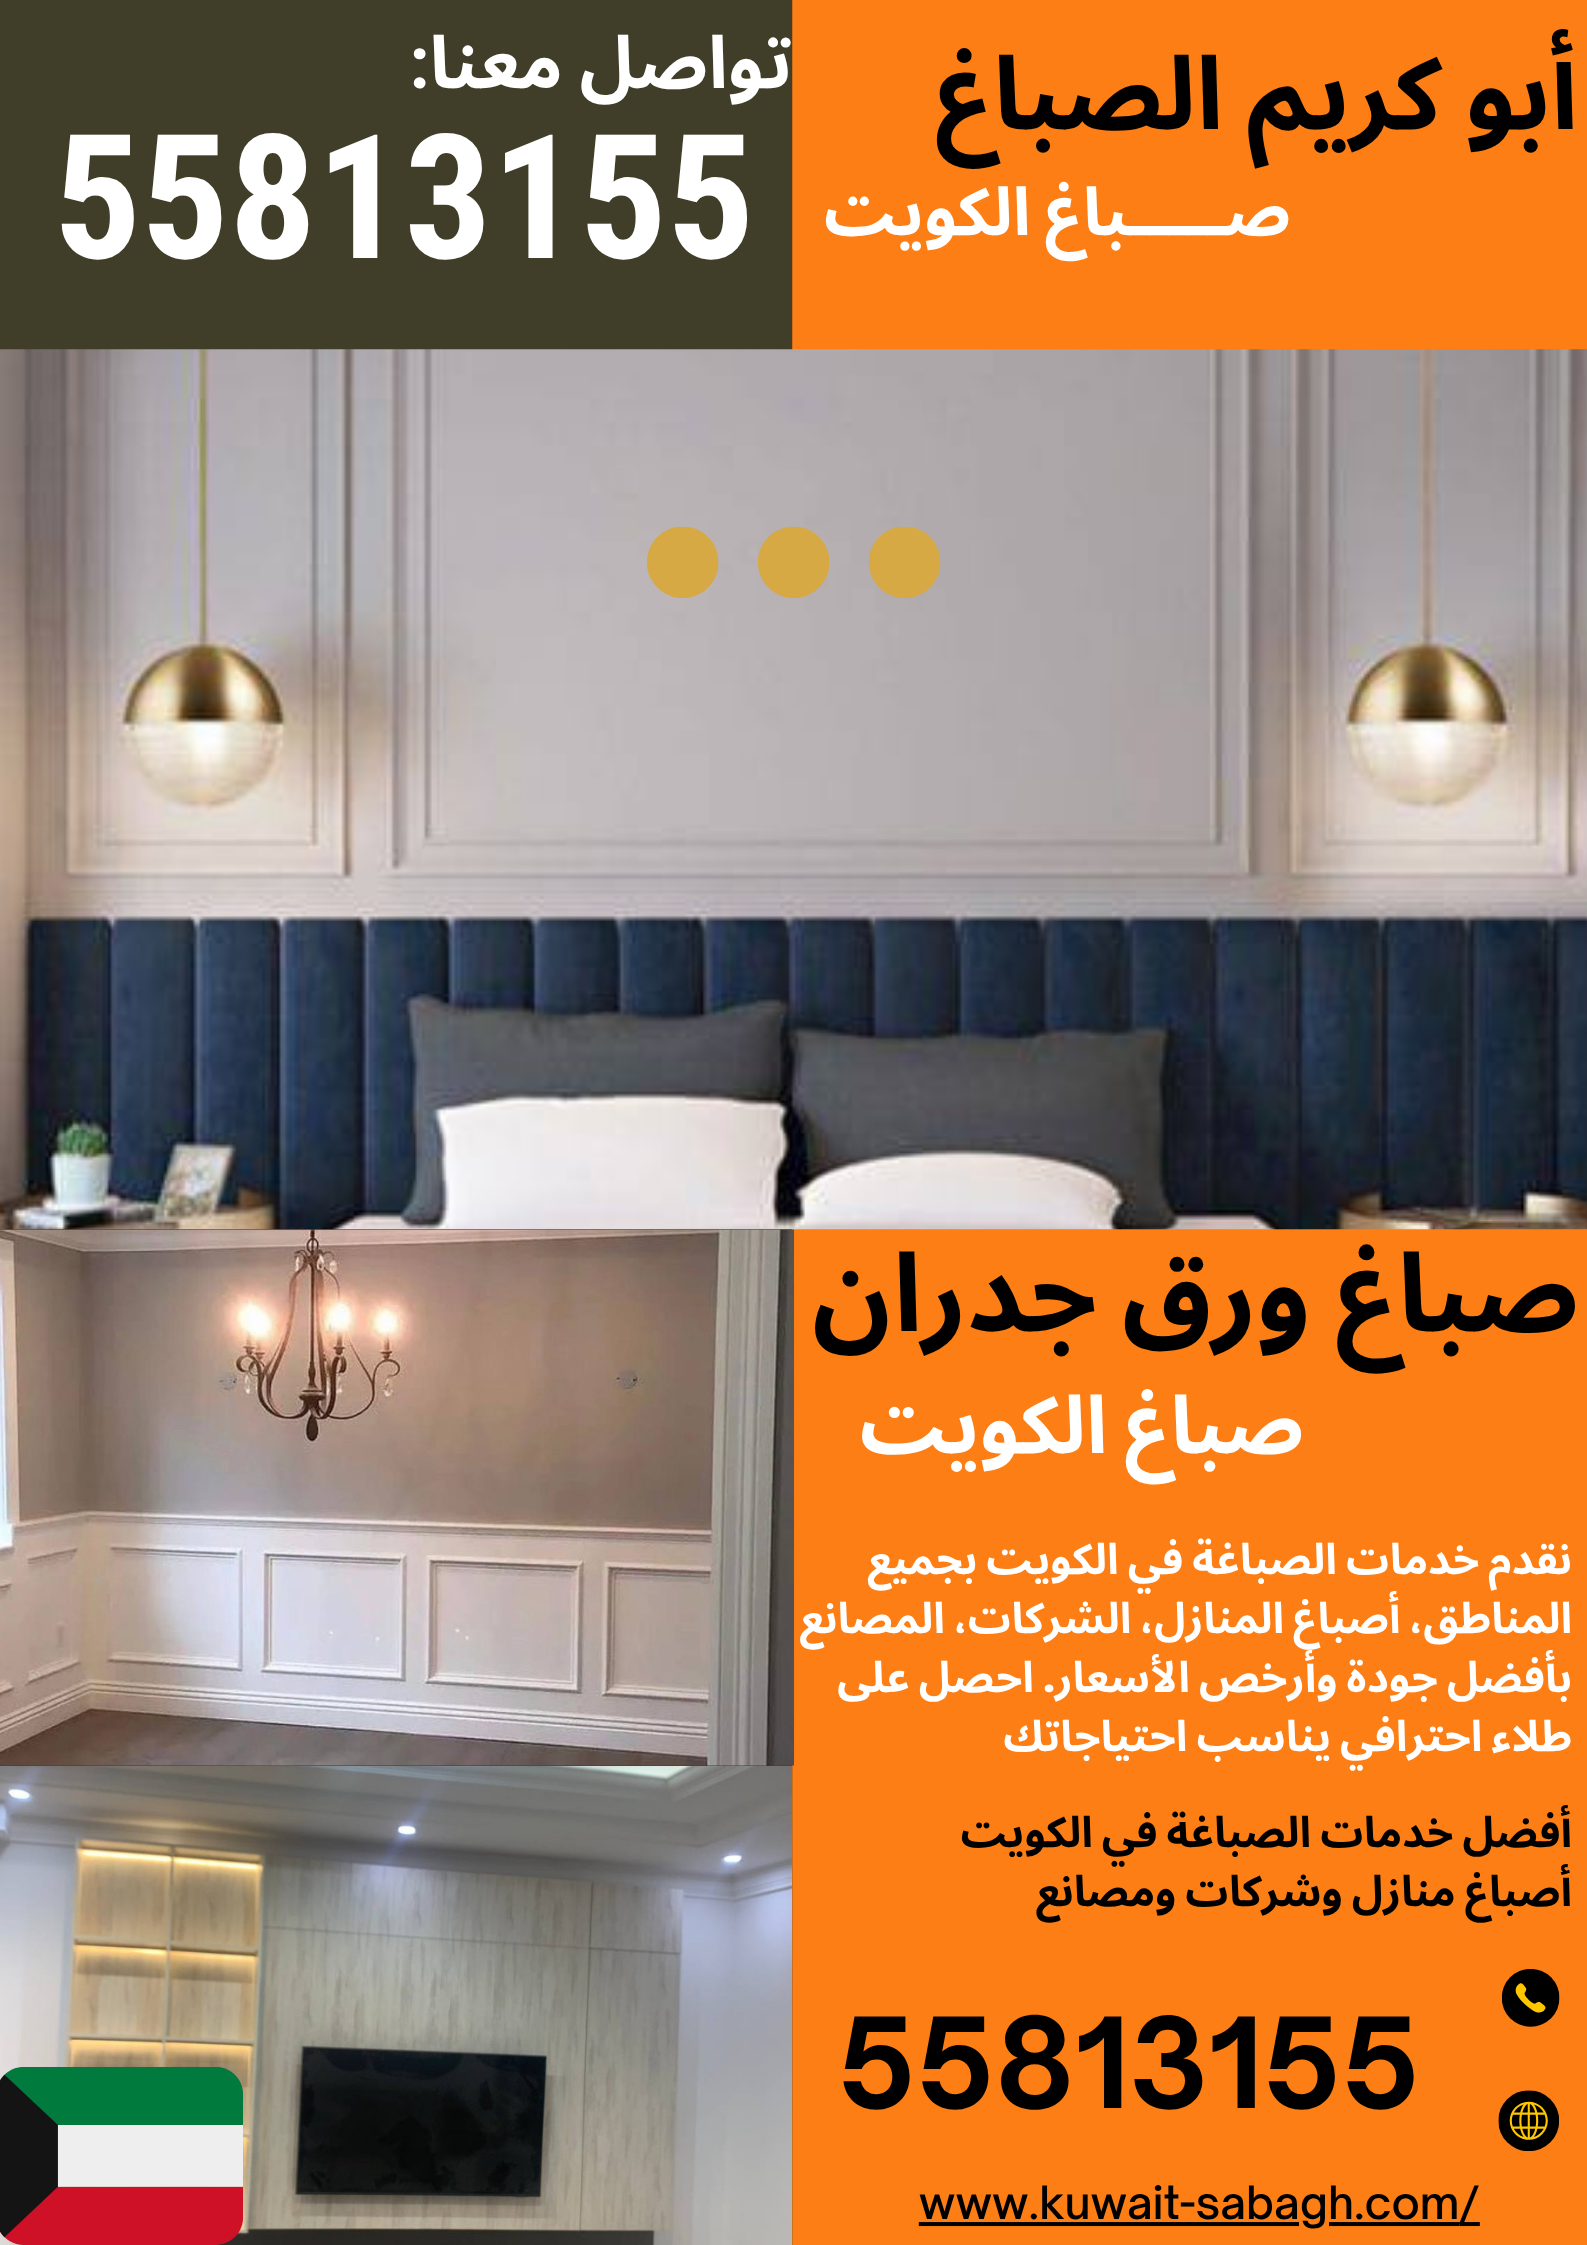 أبو كريم الصباغ
صــــباغ الكويت
تواصل معنا:
55813155
صباغ ورق جدران
صباغ الكويت
نقدم خدمات الصباغة في الكويت بجميع
المناطق، أصباغ المنازل، الشركات، المصانع
بأفضل جودة وأرخص الأسعار. احصل على
طلاء احترافي يناسب احتياجاتك
أفضل خدمات الصباغة في الكويت
أصباغ منازل وشركات ومصانع
55813155
www.kuwait-sabagh.com/